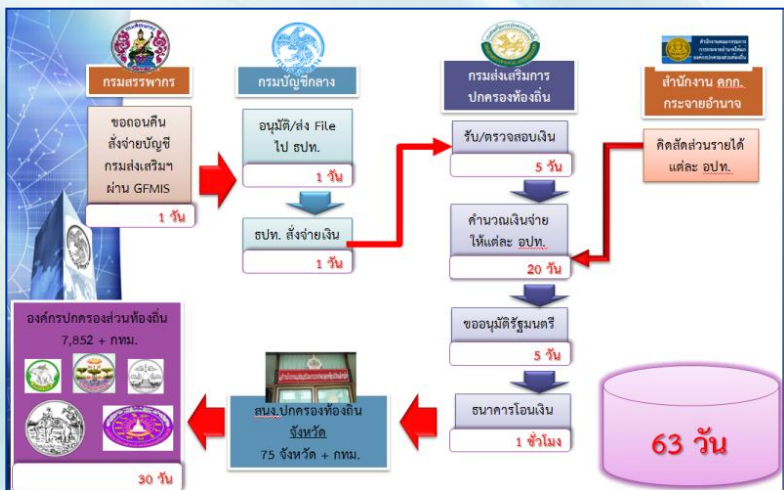 กรมสรรพากร
ขอถอนคืน
สั่งจ่ายบัญชี
กรมส่งเสริมฯ
ผ่าน GFMIS
1 วัน
กรมบัญชีกลาง
อนุมัติ/ส่ง File
ไป ธปท.
1 วัน
ธปท. สั่งจ่ายเงิน
1 วัน
กรมส่งเสริมการ
ปกครองท้องถิ่น
รับ/ตรวจสอบเงิน
5 วัน
คำนวณเงินจ่าย
ให้แต่ละ อปท.
20 วัน
ขออนุมัติรัฐมนตรี
5 วัน
ธนาคารโอนเงิน
1 ชั่วโมง
สำนักงาน คกก.
กระจายอำนาจ
คิดสัดส่วนรายได้
แต่ละ อปท.
สนง.ปกครองท้องถิ่น
จังหวัด
75 จังหวัด + กทม.
องค์กรปกครองส่วนท้องถิ่น
7,852 + กทม.
30 วัน
63 วัน